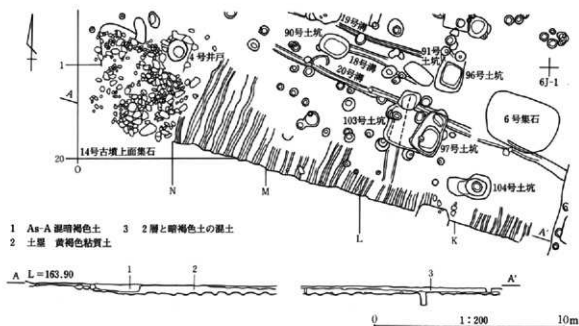 19号溝
90号土坑
4号井戸
18号溝
91号土坑
96号土坑
20号溝
6J-1
1
A
103号土坑
6号集石
97号土坑
14号古墳上面集石
20
O
N
M
L
K
104号土坑
A'
1 As-A 混暗褐色土 3 2層と暗褐色土の混土
2 土塁 黄褐色粘質土
A L=163.90 1 2 3 A'
0 1:200 10m